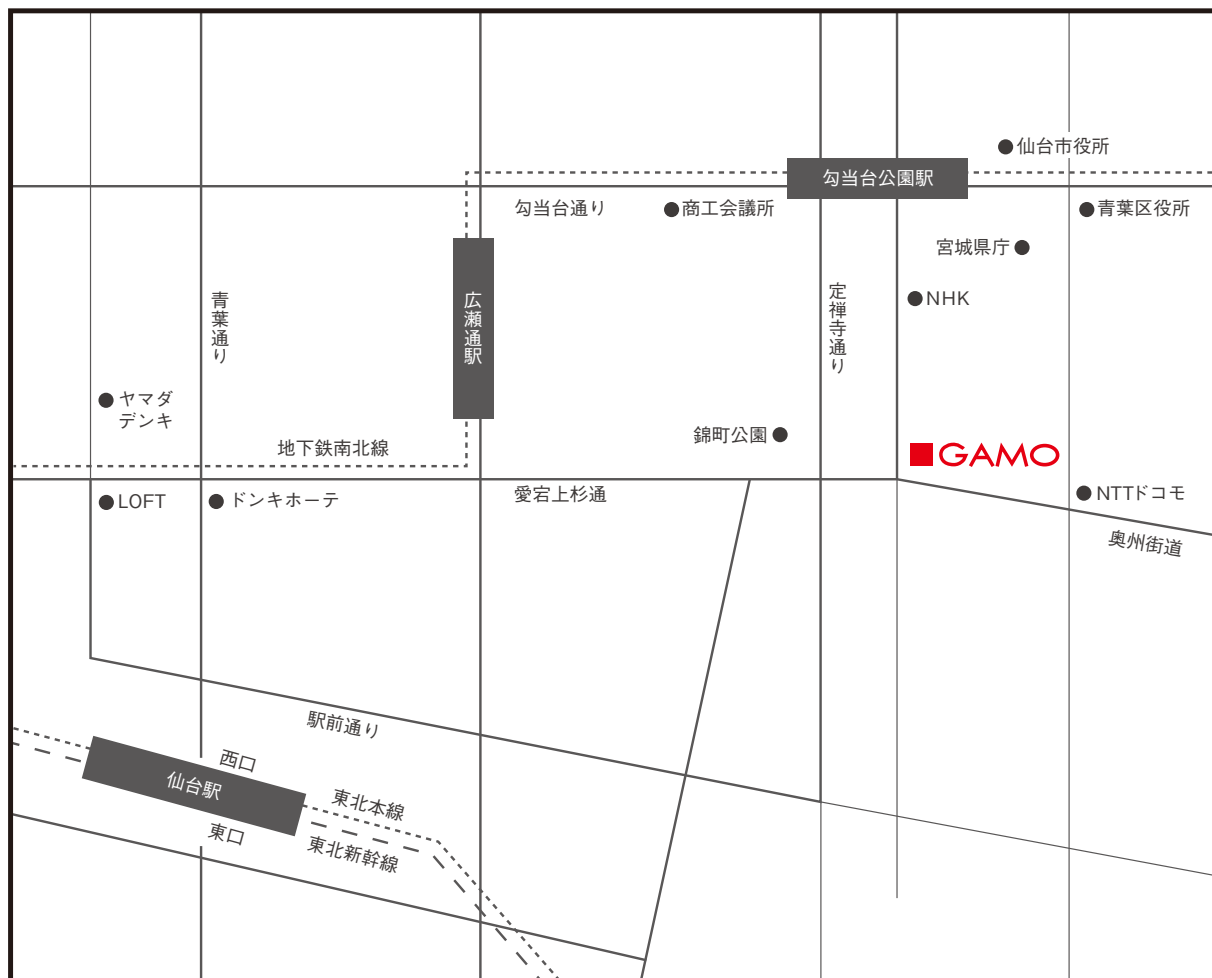 仙台市役所
勾当台公園駅
勾当台通り
商工会議所
青葉区役所
宮城県庁
NHK
青葉通り
広瀬通駅
定禅寺通り
ヤマダ
デンキ
錦町公園
地下鉄南北線
GAMO
LOFT
ドンキホーテ
愛宕上杉通
NTTドコモ
奥州街道
駅前通り
西口
仙台駅
東北本線
東口
東北新幹線